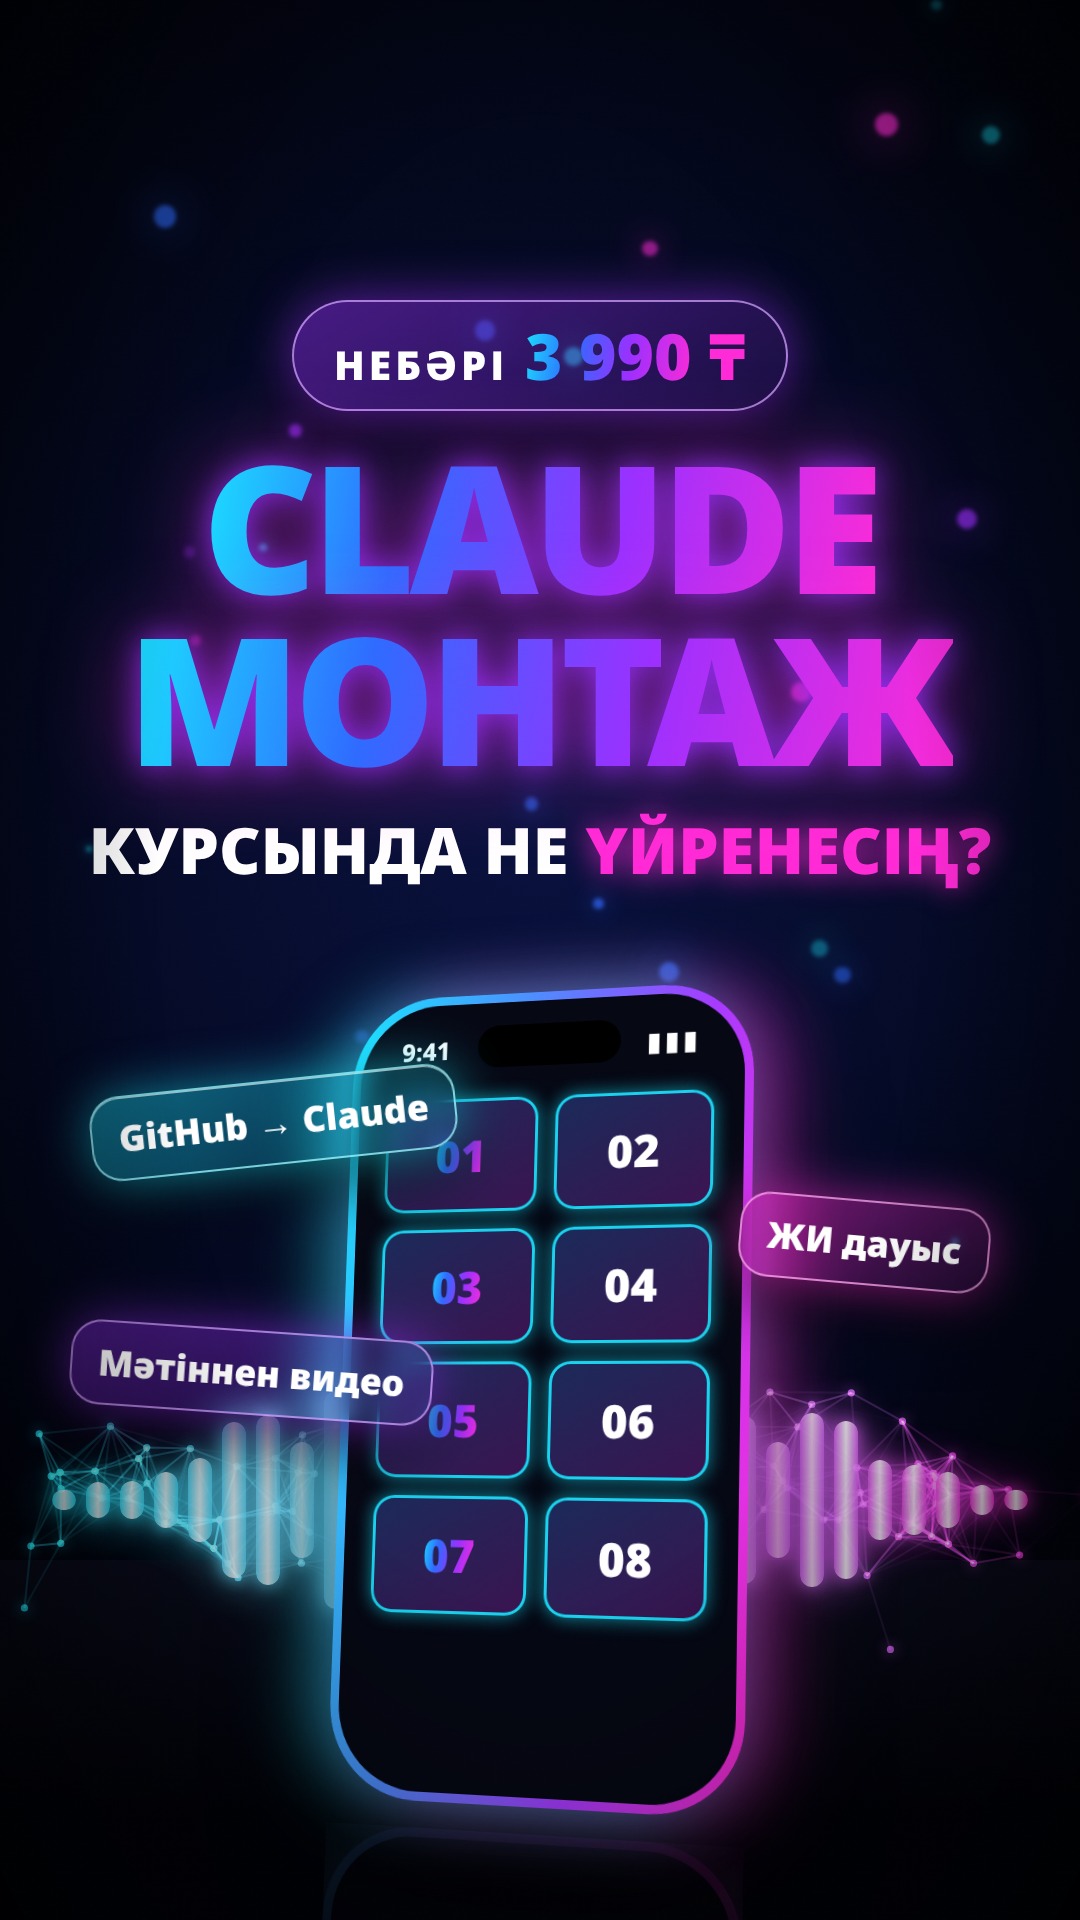 НЕБӘРІ 3 990 ₸
CLAUDE
МОНТАЖ
КУРСЫНДА НЕ ҮЙРЕНЕСІҢ?
9:41
GitHub → Claude
01
02
ЖИ дауыс
03
04
Мәтіннен видео
05
06
07
08